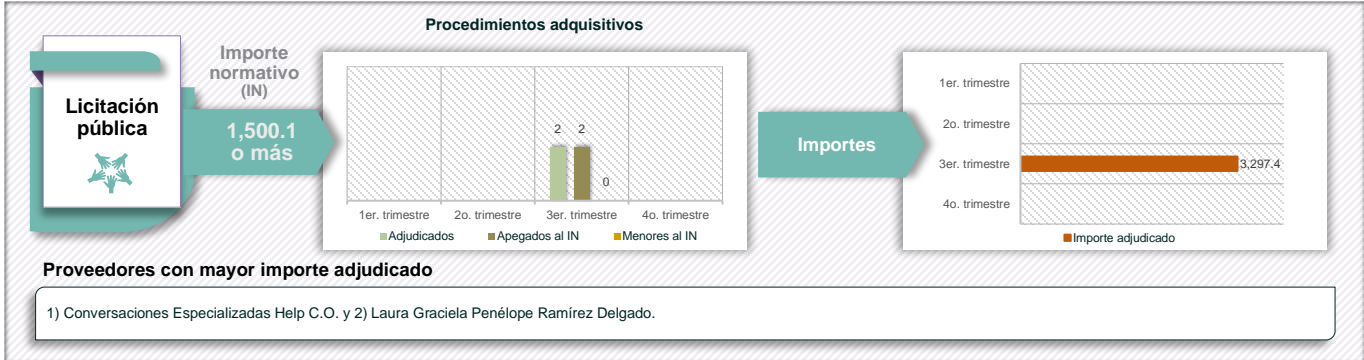 Procedimientos adquisitivos
Importe
normativo
(IN)
Licitación
pública
1,500.1
o más
2 2
0
1er. trimestre 2o. trimestre 3er. trimestre 4o. trimestre
Adjudicados Apegados al IN Menores al IN
Importes
1er. trimestre
2o. trimestre
3er. trimestre
3,297.4
4o. trimestre
Importe adjudicado
Proveedores con mayor importe adjudicado
1) Conversaciones Especializadas Help C.O. y 2) Laura Graciela Penélope Ramírez Delgado.